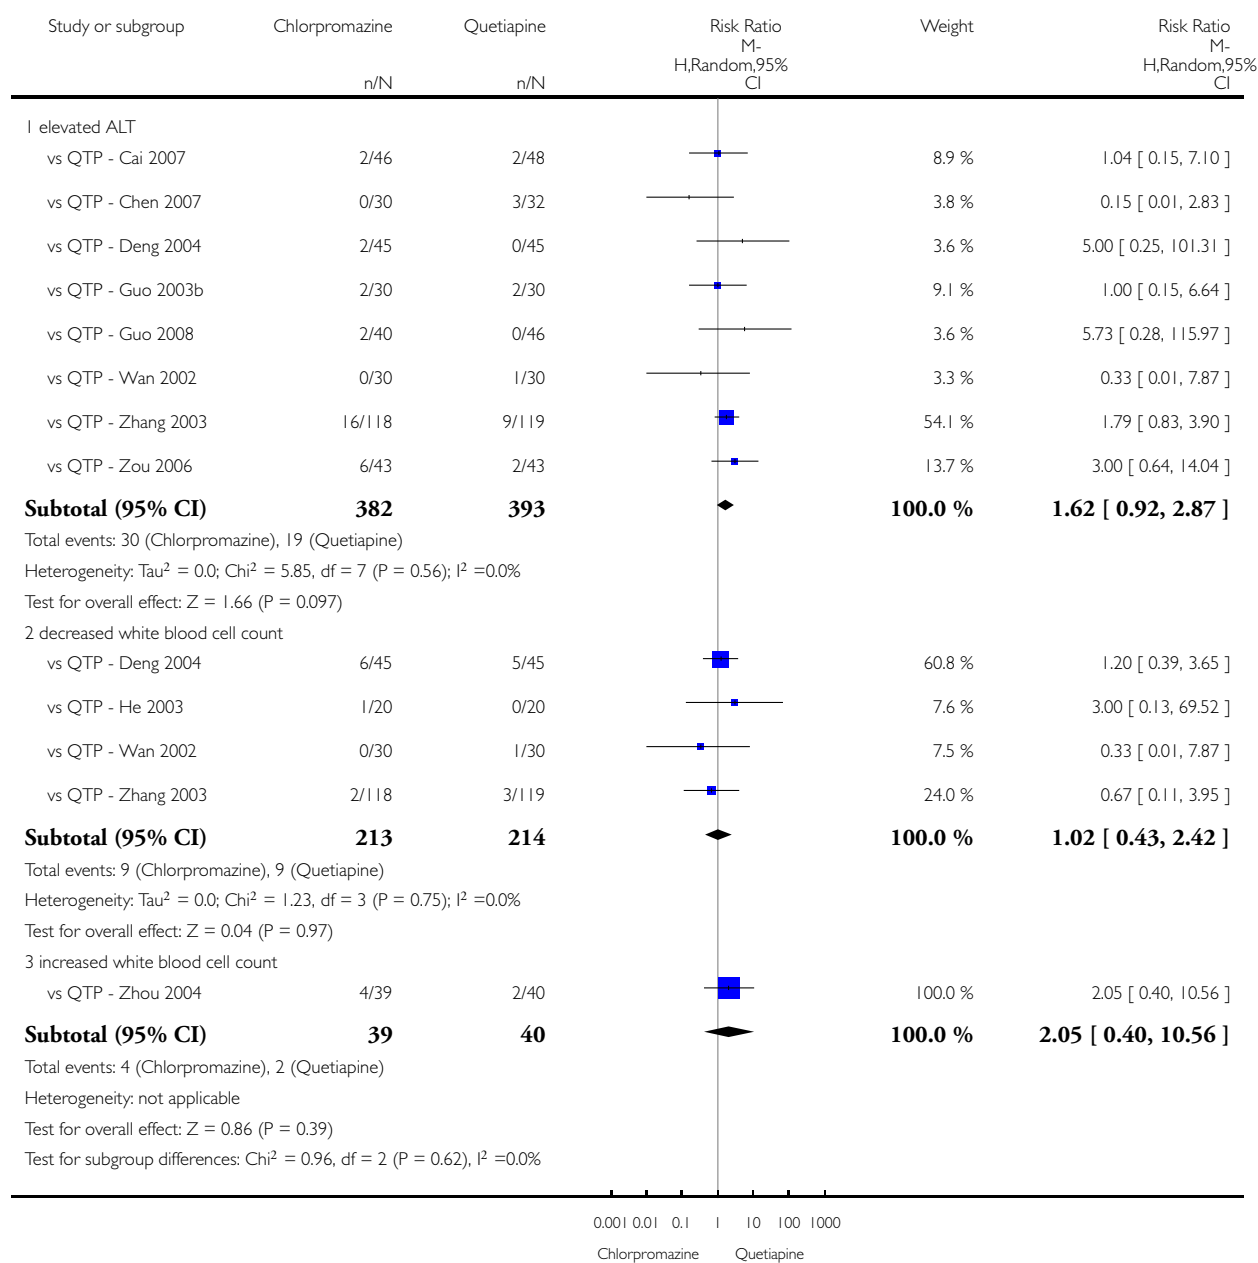 Study or subgroup Chlorpromazine Quetiapine Risk Ratio Weight Risk Ratio
M- M-
H,Random,95% H,Random,95%
n/N n/N CI CI
1 elevated ALT
vs QTP - Cai 2007 2/46 2/48 8.9 % 1.04 [ 0.15, 7.10 ]
vs QTP - Chen 2007 0/30 3/32 3.8 % 0.15 [ 0.01, 2.83 ]
vs QTP - Deng 2004 2/45 0/45 3.6 % 5.00 [ 0.25, 101.31 ]
vs QTP - Guo 2003b 2/30 2/30 9.1 % 1.00 [ 0.15, 6.64 ]
vs QTP - Guo 2008 2/40 0/46 3.6 % 5.73 [ 0.28, 115.97 ]
vs QTP - Wan 2002 0/30 1/30 3.3 % 0.33 [ 0.01, 7.87 ]
vs QTP - Zhang 2003 16/118 9/119 54.1 % 1.79 [ 0.83, 3.90 ]
vs QTP - Zou 2006 6/43 2/43 13.7 % 3.00 [ 0.64, 14.04 ]
Subtotal (95% CI) 382 393 100.0 % 1.62 [ 0.92, 2.87 ]
Total events: 30 (Chlorpromazine), 19 (Quetiapine)
Heterogeneity: Tau² = 0.0; Chi² = 5.85, df = 7 (P = 0.56); I² =0.0%
Test for overall effect: Z = 1.66 (P = 0.097)
2 decreased white blood cell count
vs QTP - Deng 2004 6/45 5/45 60.8 % 1.20 [ 0.39, 3.65 ]
vs QTP - He 2003 1/20 0/20 7.6 % 3.00 [ 0.13, 69.52 ]
vs QTP - Wan 2002 0/30 1/30 7.5 % 0.33 [ 0.01, 7.87 ]
vs QTP - Zhang 2003 2/118 3/119 24.0 % 0.67 [ 0.11, 3.95 ]
Subtotal (95% CI) 213 214 100.0 % 1.02 [ 0.43, 2.42 ]
Total events: 9 (Chlorpromazine), 9 (Quetiapine)
Heterogeneity: Tau² = 0.0; Chi² = 1.23, df = 3 (P = 0.75); I² =0.0%
Test for overall effect: Z = 0.04 (P = 0.97)
3 increased white blood cell count
vs QTP - Zhou 2004 4/39 2/40 100.0 % 2.05 [ 0.40, 10.56 ]
Subtotal (95% CI) 39 40 100.0 % 2.05 [ 0.40, 10.56 ]
Total events: 4 (Chlorpromazine), 2 (Quetiapine)
Heterogeneity: not applicable
Test for overall effect: Z = 0.86 (P = 0.39)
Test for subgroup differences: Chi² = 0.96, df = 2 (P = 0.62), I² =0.0%
0.001 0.01 0.1 1 10 100 1000
Chlorpromazine Quetiapine